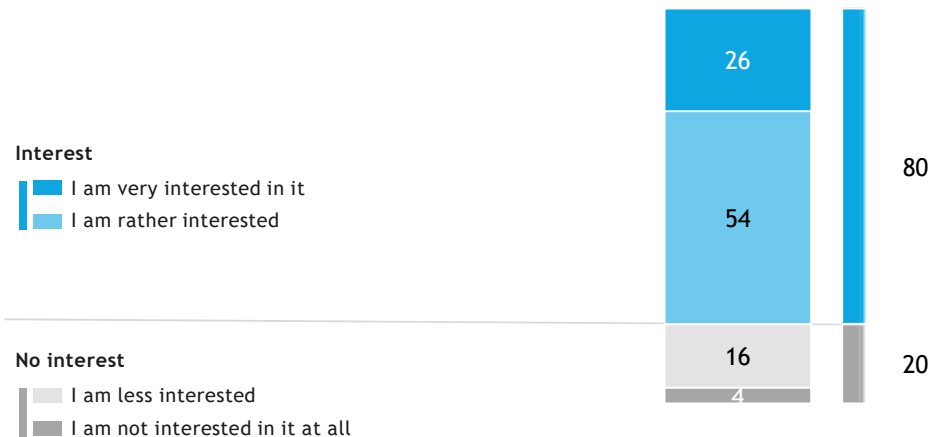 26
Interest
80
I am very interested in it
54
I am rather interested
No interest
16
20
I am less interested
4
I am not interested in it at all